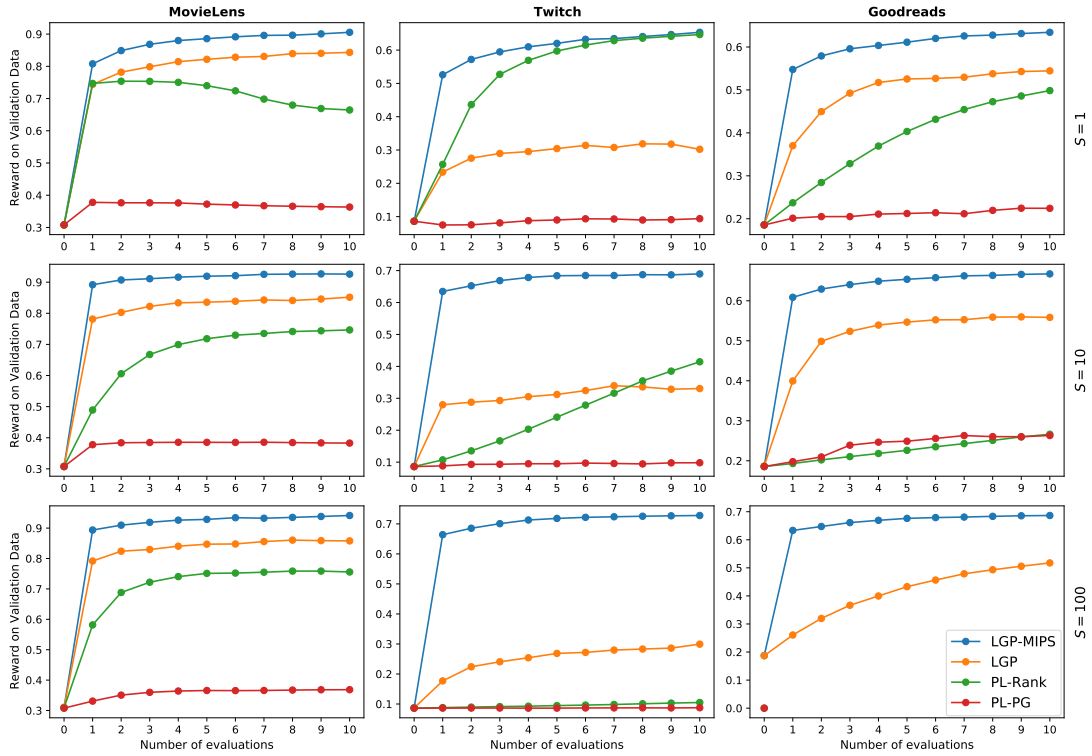 MovieLens Twitch Goodreads
Reward on Validation Data
0.9
0.8
0.7
0.6
0.5
0.4
0.3
0 1 2 3 4 5 6 7 8 9 10
0.6
0.5
0.4
0.3
0.2
0.1
0 1 2 3 4 5 6 7 8 9 10
0.6
0.5
0.4
0.3
0.2
0 1 2 3 4 5 6 7 8 9 10
S = 1
Reward on Validation Data
0.9
0.8
0.7
0.6
0.5
0.4
0.3
0 1 2 3 4 5 6 7 8 9 10
0.7
0.6
0.5
0.4
0.3
0.2
0.1
0 1 2 3 4 5 6 7 8 9 10
0.6
0.5
0.4
0.3
0.2
0 1 2 3 4 5 6 7 8 9 10
S = 10
Reward on Validation Data
0.9
0.8
0.7
0.6
0.5
0.4
0.3
0 1 2 3 4 5 6 7 8 9 10
Number of evaluations
0.7
0.6
0.5
0.4
0.3
0.2
0.1
0 1 2 3 4 5 6 7 8 9 10
Number of evaluations
0.7
0.6
0.5
0.4
0.3
0.2
0.1
0.0
0 1 2 3 4 5 6 7 8 9 10
Number of evaluations
S = 100
LGP-MIPS
LGP
PL-Rank
PL-PG